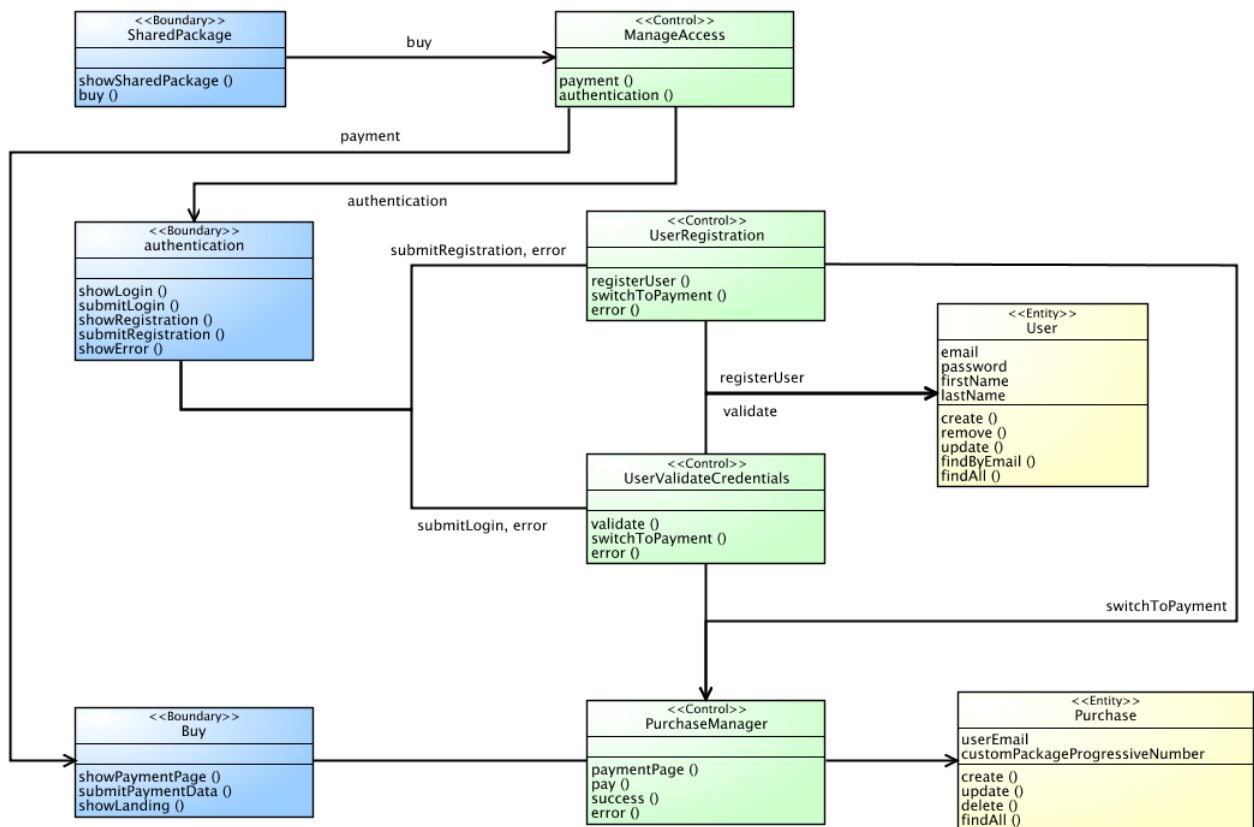 <<Boundary>>
SharedPackage
showSharedPackage ()
buy ()
buy
<<Control>>
ManageAccess
payment ()
authentication ()
payment
authentication
<<Boundary>>
authentication
showLogin ()
submitLogin ()
showRegistration ()
submitRegistration ()
showError ()
submitRegistration, error
<<Control>>
UserRegistration
registerUser ()
switchToPayment ()
error ()
<<Entity>>
User
email
password
firstName
lastName
create ()
remove ()
update ()
findByEmail ()
findAll ()
registerUser
validate
<<Control>>
UserValidateCredentials
validate ()
switchToPayment ()
error ()
submitLogin, error
switchToPayment
<<Boundary>>
Buy
showPaymentPage ()
submitPaymentData ()
showLanding ()
<<Control>>
PurchaseManager
paymentPage ()
pay ()
success ()
error ()
<<Entity>>
Purchase
userEmail
customPackageProgressiveNumber
create ()
update ()
delete ()
findAll ()